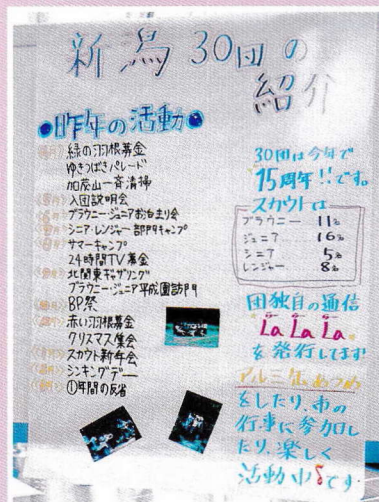 新潟30団の
紹介
●昨年の活動●
緑の羽根募金
ゆきつばきパレード
加茂山一斉清掃
入団説明会
ブラウニー・ジュニアお泊まり会
シニア・レンジャー部門キャンプ
サマーキャンプ
24時間TV募金
北関東ギャザリング
ブラウニー・ジュニア平成園訪門
BP祭
赤い羽根募金
クリスマス集会
スカウト新年会
シンキングデー
①年間の反省
30団は今年で
15周年!!です。
スカウトは
ブラウニー 11名
ジュニア 16名
シニア 5名
レンジャー 8名
団独自の通信
La La La
を発行してます
アルミ缶あつめ
をしたり、市の
行事に参加し
たり、楽しく
活動中です。